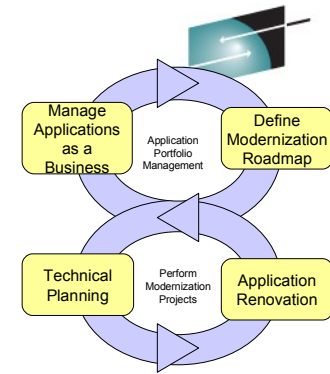 Manage
Applications
as a
Business
Application
Portfolio
Management
Define
Modernization
Roadmap
Technical
Planning
Perform
Modernization
Projects
Application
Renovation